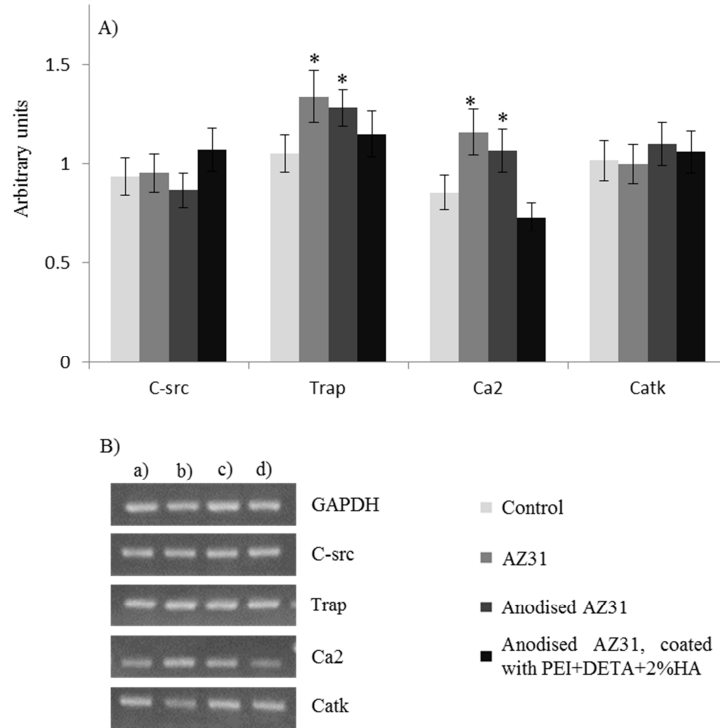 A)
1.5
1
0.5
0
Arbitrary units
* * * *
C-src Trap Ca2 Catk
B)
a) b) c) d)
GAPDH
C-src
Trap
Ca2
Catk
Control
AZ31
Anodised AZ31
Anodised AZ31, coated
with PEI+DETA+2%HA